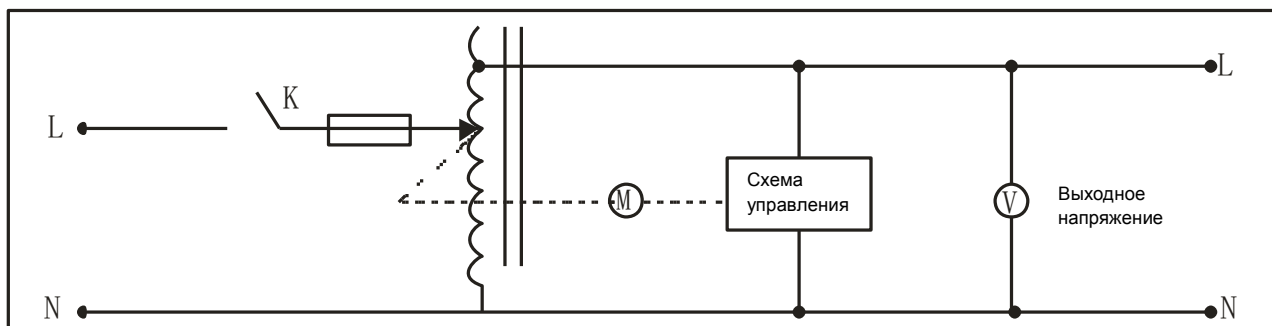 L
K
L
M
Схема
управления
V
Выходное
напряжение
N
N